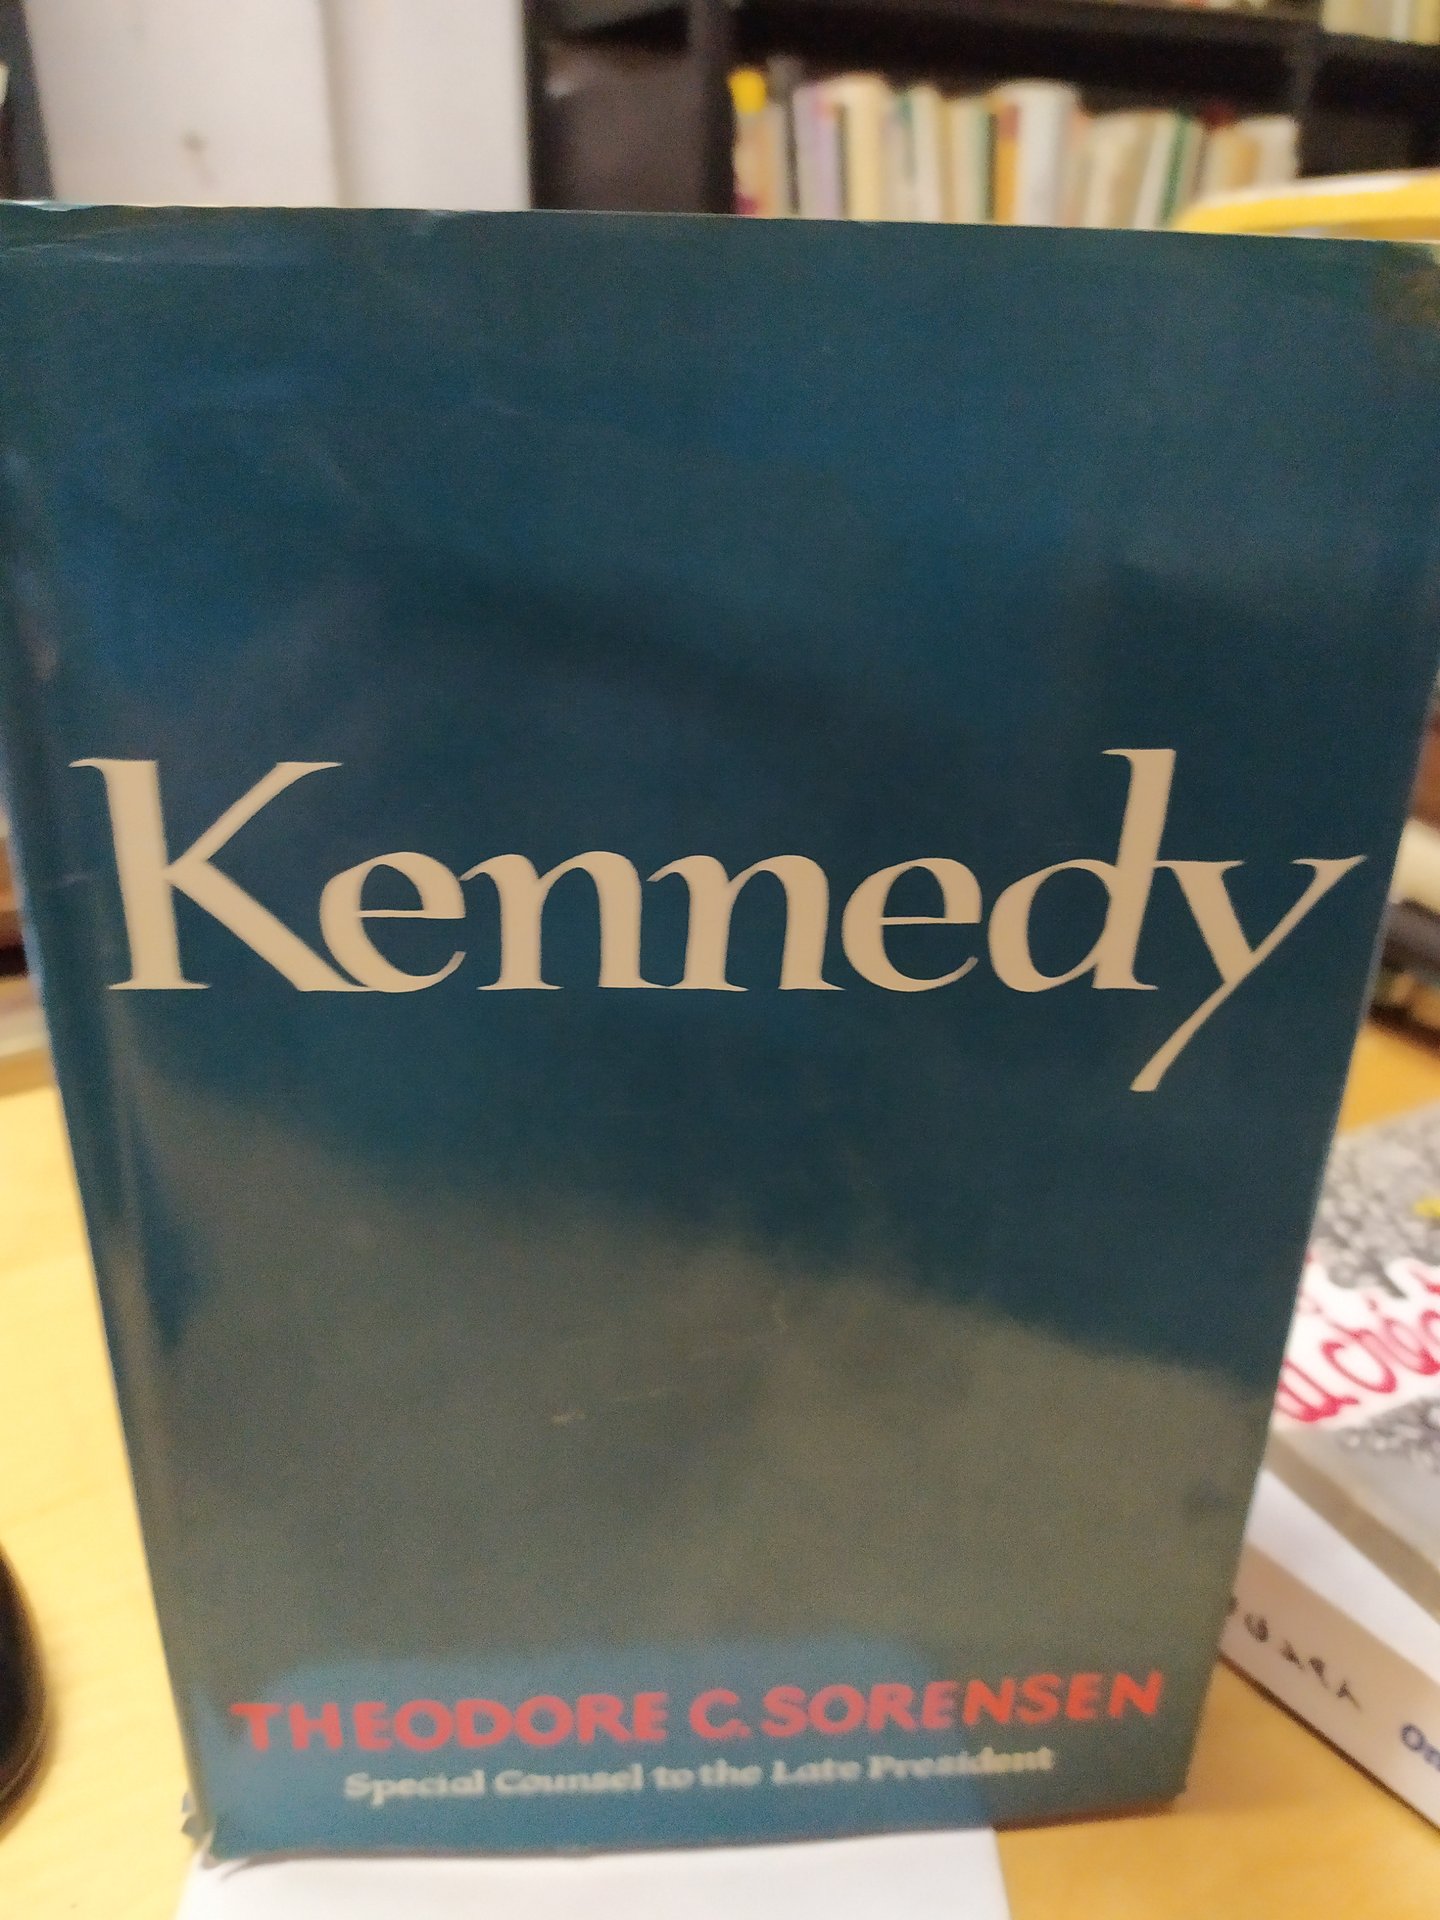 Kennedy
THEODORE C. SORENSEN
Special Counsel to the Late President